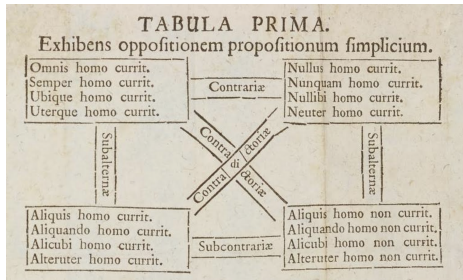 TABULA PRIMA.
Exhibens oppositionem propositionum simplicium.
Omnis homo currit.
Semper homo currit.
Ubique homo currit.
Uterque homo currit.
Contrariæ
Nullus homo currit.
Nunquam homo currit.
Nullibi homo currit.
Neuter homo currit.
Subalternæ
Contra
ctoriæ
di
Contra
ctoriæ
Subalternæ
Aliquis homo currit.
Aliquando homo currit.
Alicubi homo currit.
Alteruter homo currit.
Subcontrariæ
Aliquis homo non currit.
Aliquando homo non currit.
Alicubi homo non currit.
Alteruter homo non currit.